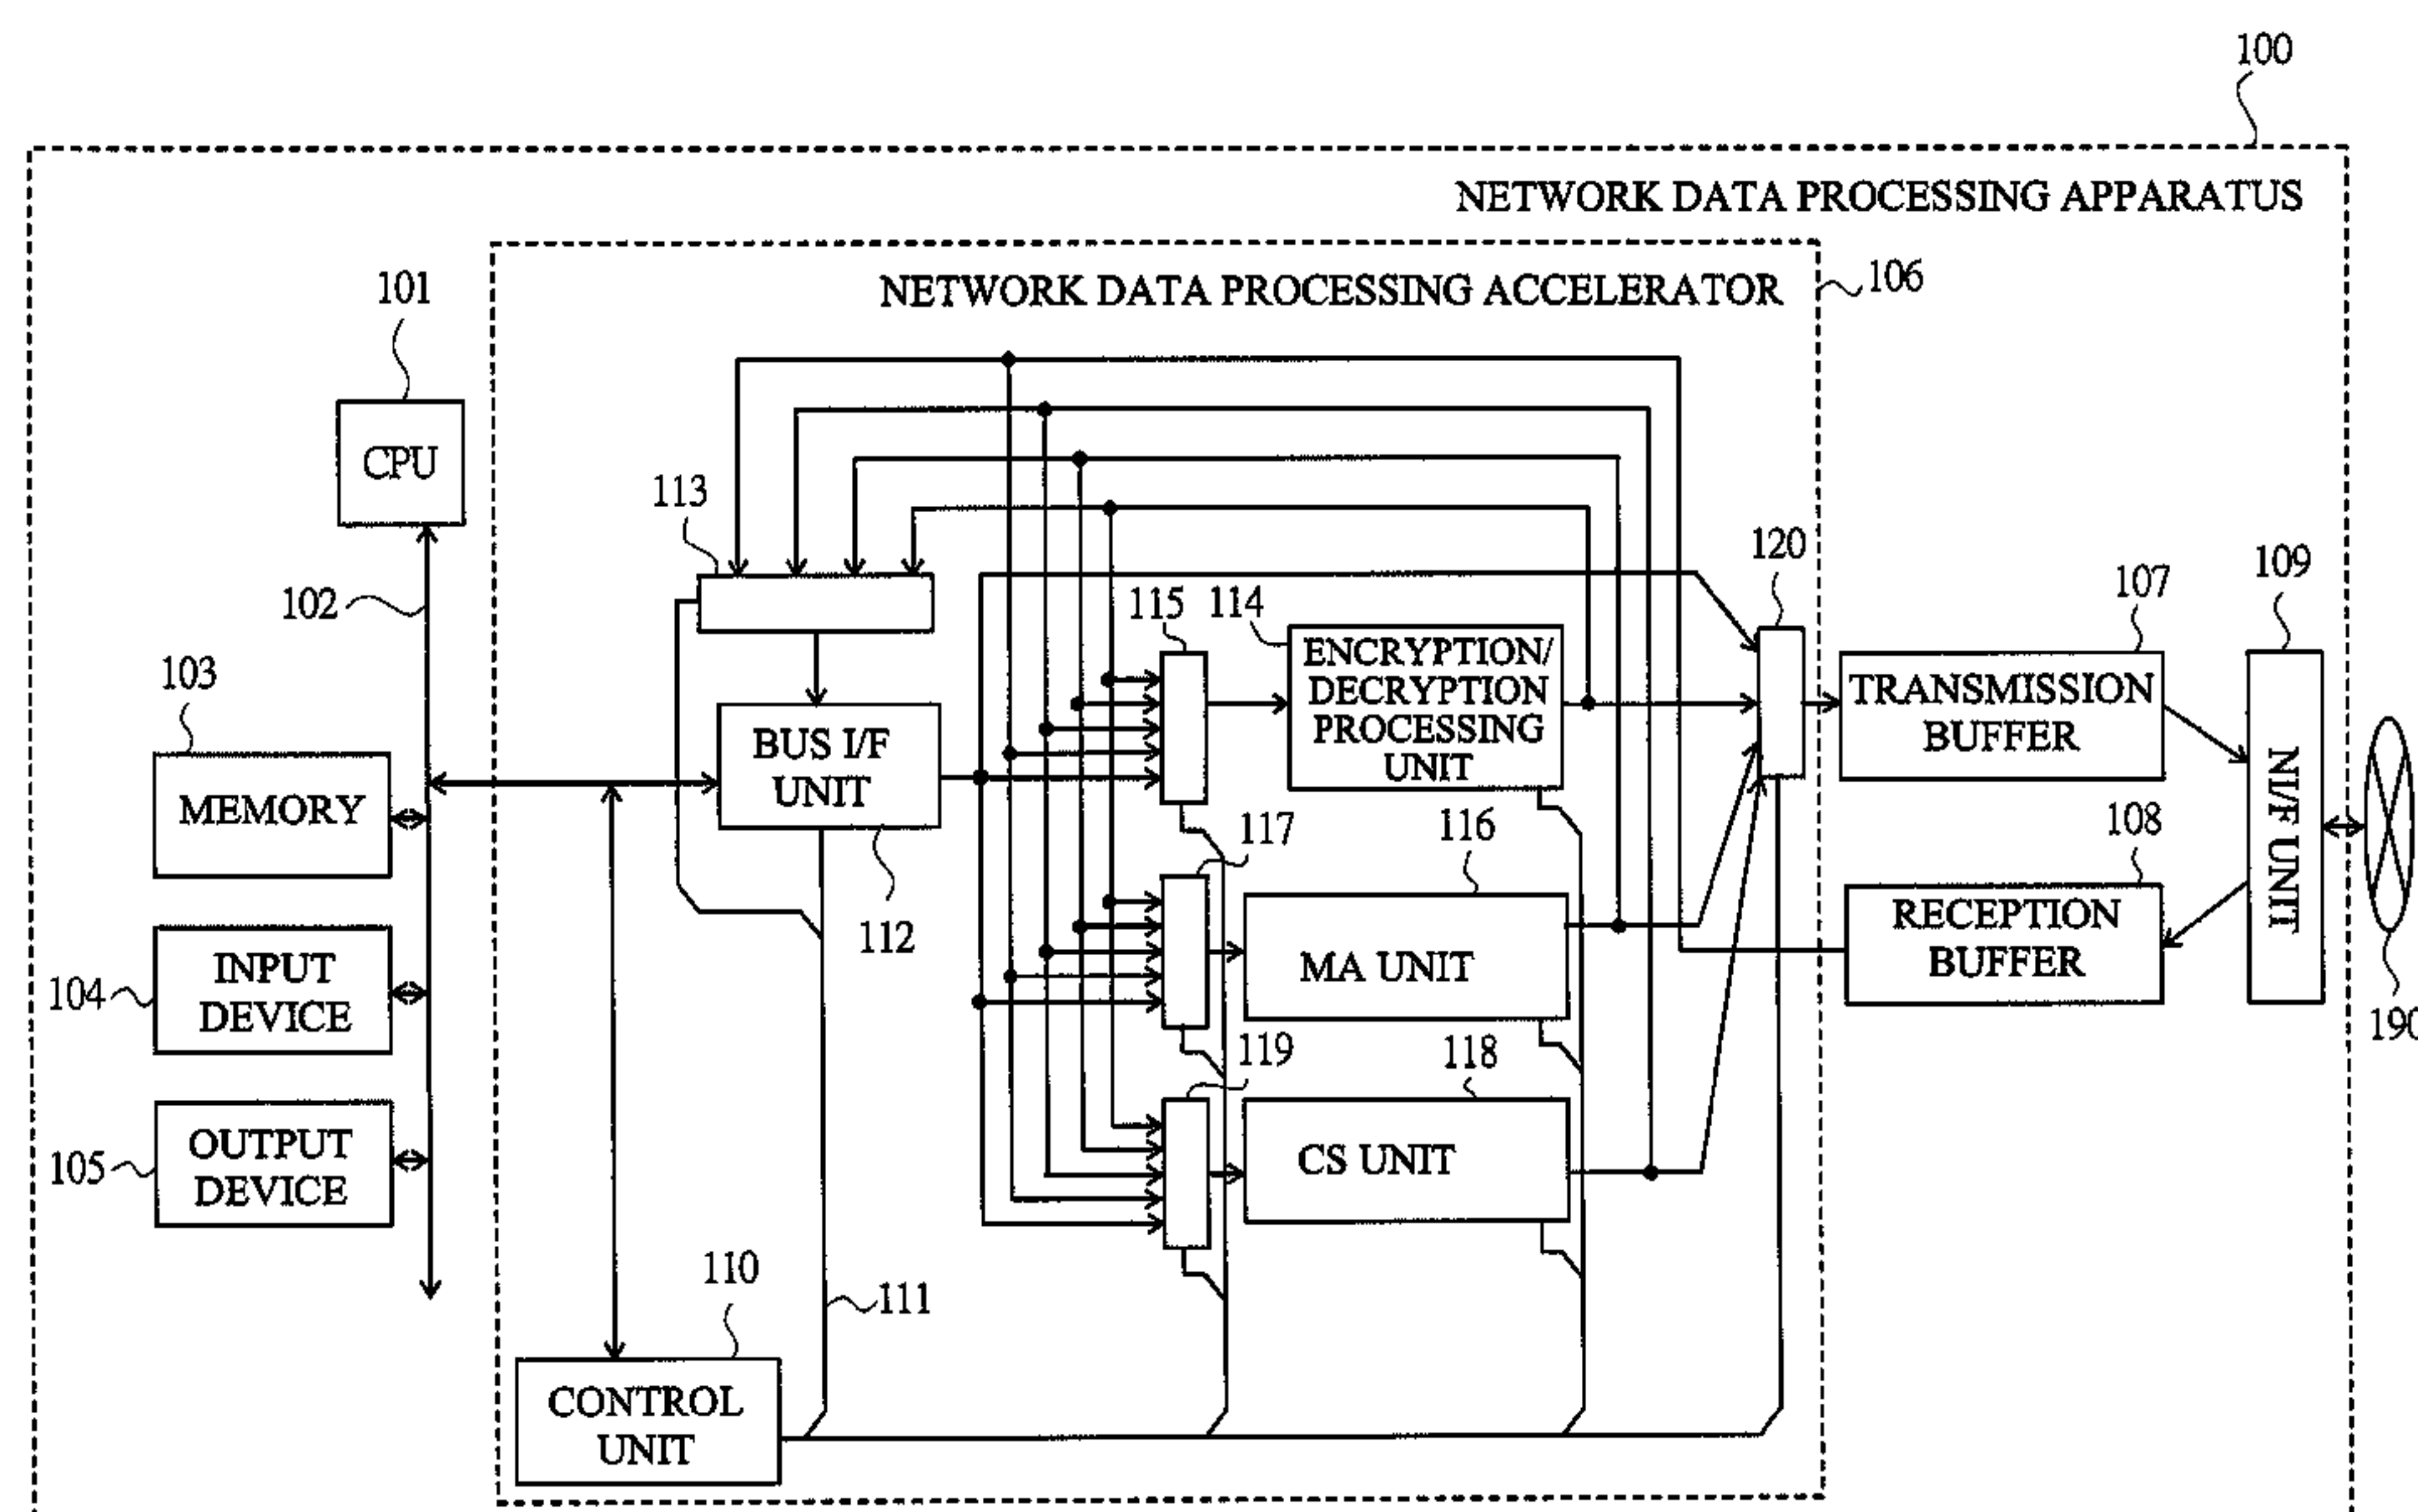 100
NETWORK DATA PROCESSING APPARATUS
NETWORK DATA PROCESSING ACCELERATOR
106
101
CPU
102
113
103
MEMORY
104
INPUT
DEVICE
105
OUTPUT
DEVICE
BUS I/F
UNIT
112
115
114
ENCRYPTION/
DECRYPTION
PROCESSING
UNIT
117
116
MA UNIT
119
118
CS UNIT
120
107
TRANSMISSION
BUFFER
108
RECEPTION
BUFFER
109
NI/F UNIT
190
110
CONTROL
UNIT
111